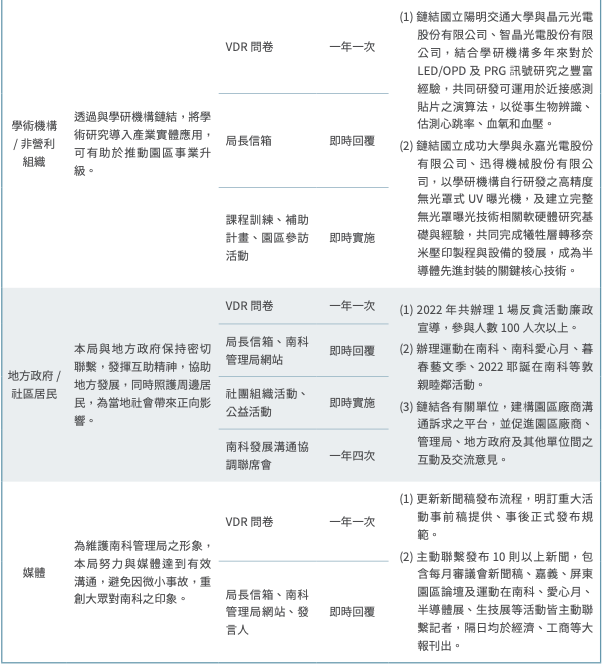 學術機構
/ 非營利
組織
透過與學研機構鏈結，將學
術研究導入產業實體應用，
可有助於推動園區事業升
級。
VDR 問卷
一年一次
局長信箱
即時回覆
課程訓練、補助
計畫、園區參訪
活動
即時實施
(1) 鏈結國立陽明交通大學與晶元光電
股份有限公司、智晶光電股份有限
公司，結合學研機構多年來對於
LED/OPD 及 PRG 訊號研究之豐富
經驗，共同研發可運用於近接感測
貼片之演算法，以從事生物辨識、
估測心跳率、血氧和血壓。
(2) 鏈結國立成功大學與永嘉光電股份
有限公司、迅得機械股份有限公
司，以學研機構自行研發之高精度
無光罩式 UV 曝光機，及建立完整
無光罩曝光技術相關軟硬體研究基
礎與經驗，共同完成犧牲層轉移奈
米壓印製程與設備的發展，成為半
導體先進封裝的關鍵核心技術。
地方政府 /
社區居民
本局與地方政府保持密切
聯繫，發揮互助精神，協助
地方發展，同時照護周邊居
民，為當地社會帶來正向影
響。
VDR 問卷
一年一次
局長信箱、南科
管理局網站
即時回覆
社團組織活動、
公益活動
即時實施
南科發展溝通協
調聯席會
一年四次
(1) 2022 年共辦理 1 場反貪活動廉政
宣導，參與人數 100 人次以上。
(2) 辦理運動在南科、南科愛心月、暮
春藝文季、2022 耶誕在南科等敦
親睦鄰活動。
(3) 鏈結各有關單位，建構園區廠商溝
通訴求之平台，並促進園區廠商、
管理局、地方政府及其他單位間之
互動及交流意見。
媒體
為維護南科管理局之形象，
本局努力與媒體達到有效
溝通，避免因微小事故，重
創大眾對南科之印象。
VDR 問卷
一年一次
局長信箱、南科
管理局網站、發
言人
即時回覆
(1) 更新新聞稿發布流程，明訂重大活
動事前稿提供、事後正式發布規
範。
(2) 主動聯繫發布 10 則以上新聞，包
含每月審議會新聞稿、嘉義、屏東
園區論壇及運動在南科、愛心月、
半導體展、生技展等活動皆主動聯
繫記者，隔日均於經濟、工商等大
報刊出。